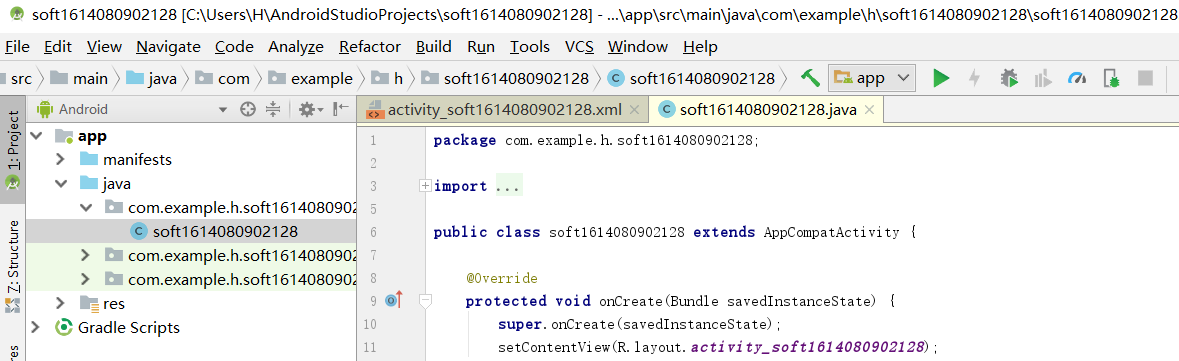 soft1614080902128 [C:\Users\H\AndroidStudioProjects\soft1614080902128] - ...\app\src\main\java\com\example\h\soft1614080902128\soft1614080902128
File Edit View Navigate Code Analyze Refactor Build Run Tools VCS Window Help
src main java com example h soft1614080902128 soft1614080902128 app
1: Project
Z: Structure
res
Android
app
manifests
java
com.example.h.soft1614080902
soft1614080902128
com.example.h.soft1614080902
com.example.h.soft1614080902
res
Gradle Scripts
activity_soft1614080902128.xml soft1614080902128.java
1 package com.example.h.soft1614080902128;
2
3 import ...
5
6 public class soft1614080902128 extends AppCompatActivity {
7
8 @Override
9 protected void onCreate(Bundle savedInstanceState) {
10 super.onCreate(savedInstanceState);
11 setContentView(R.layout.activity_soft1614080902128);